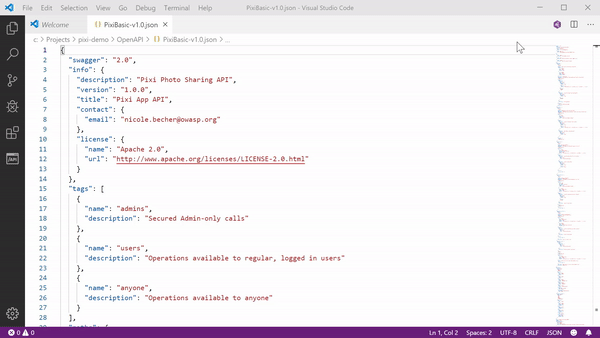 File Edit Selection View Go Debug Terminal Help PixiBasic-v1.0.json - Visual Studio Code
Welcome {} PixiBasic-v1.0.json ×
c: > Projects > pixi-demo > OpenAPI > {} PixiBasic-v1.0.json > ...
1 {
2 "swagger": "2.0",
3 "info": {
4 "description": "Pixi Photo Sharing API",
5 "version": "1.0.0",
6 "title": "Pixi App API",
7 "contact": {
8 "email": "nicole.becher@owasp.org"
9 },
10 "license": {
11 "name": "Apache 2.0",
12 "url": "http://www.apache.org/licenses/LICENSE-2.0.html"
13 }
14 },
15 "tags": [
16 {
17 "name": "admins",
18 "description": "Secured Admin-only calls"
19 },
20 {
21 "name": "users",
22 "description": "Operations available to regular, logged in users"
23 },
24 {
25 "name": "anyone",
26 "description": "Operations available to anyone"
27 }
28 ],
API
0 0 Ln 1, Col 2 Spaces: 2 UTF-8 CRLF JSON